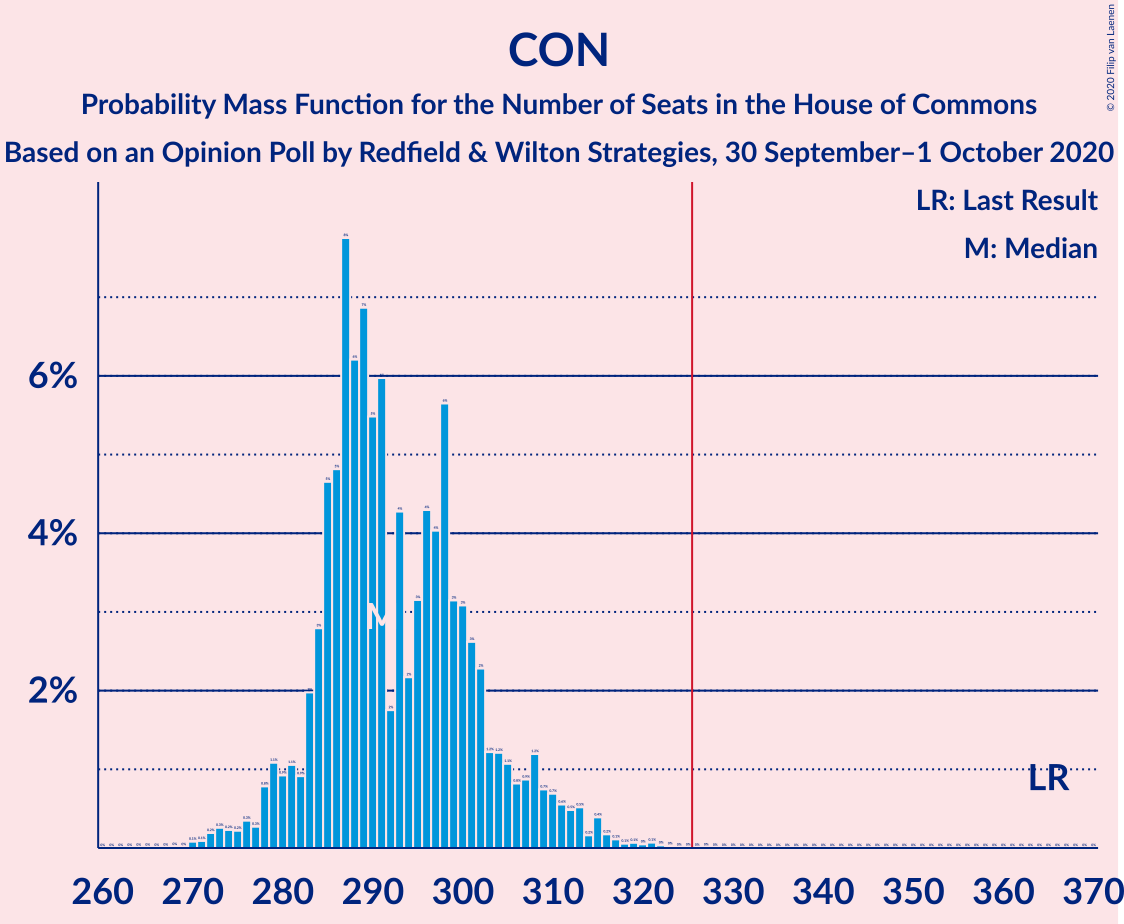 CON
Probability Mass Function for the Number of Seats in the House of Commons
Based on an Opinion Poll by Redfield & Wilton Strategies, 30 September–1 October 2020
© 2020 Filip van Laenen
LR: Last Result
M: Median
6%
4%
2%
M
LR
260 270 280 290 300 310 320 330 340 350 360 370